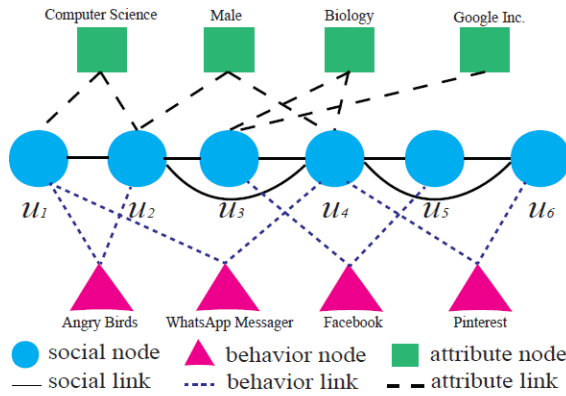 Computer Science Male Biology Google Inc.
u1 u2 u3 u4 u5 u6
Angry Birds WhatsApp Messager Facebook Pinterest
social node behavior node attribute node
social link behavior link attribute link